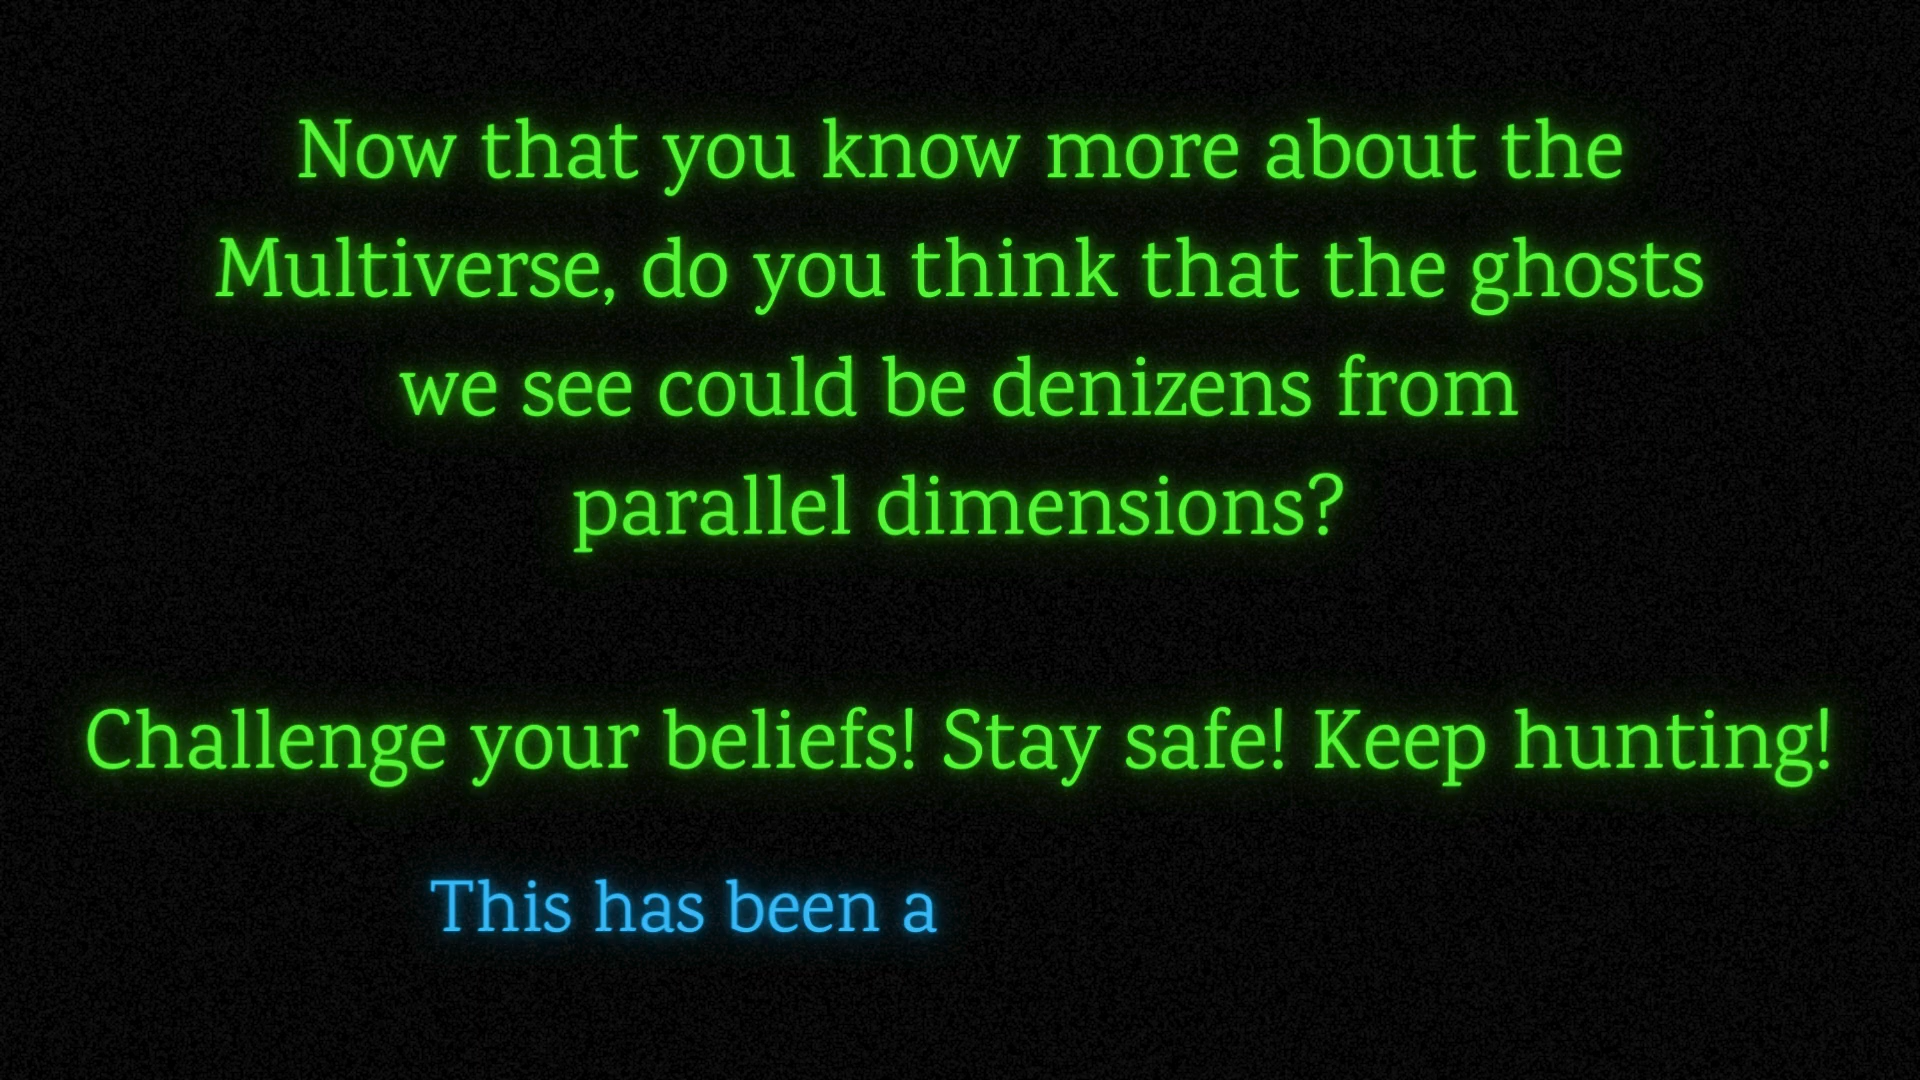 Now that you know more about the
Multiverse, do you think that the ghosts
we see could be denizens from
parallel dimensions?
Challenge your beliefs! Stay safe! Keep hunting!
This has been a